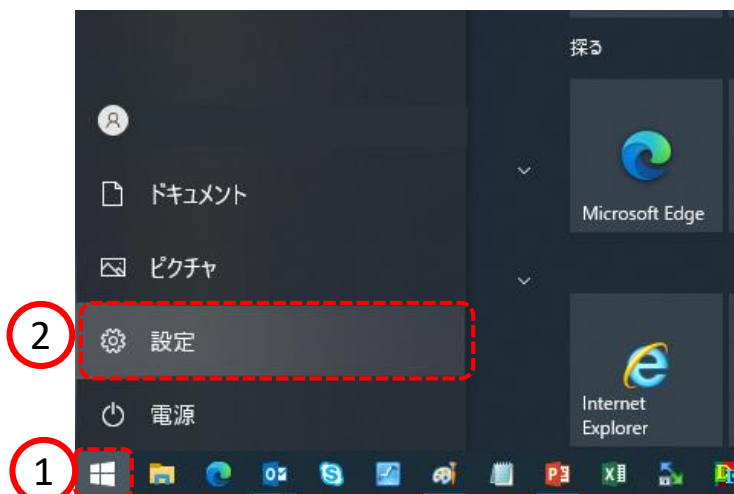 探る
ドキュメント
Microsoft Edge
ピクチャ
2
設定
Internet
Explorer
電源
1